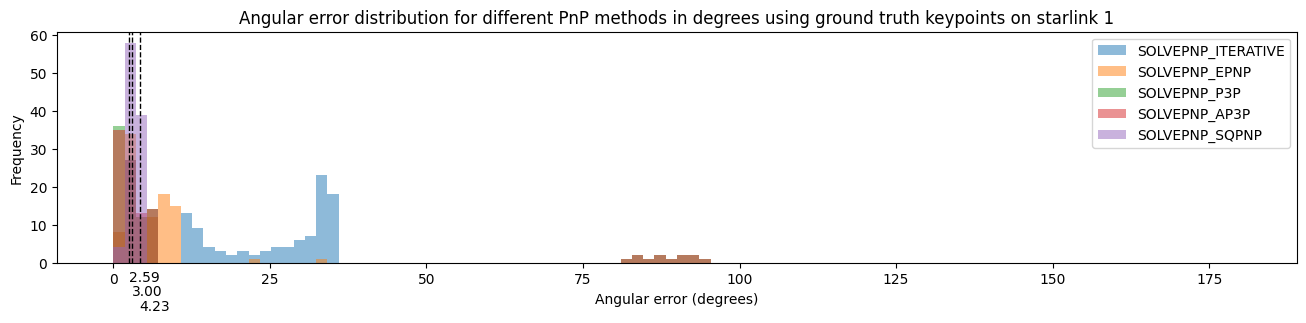 Angular error distribution for different PnP methods in degrees using ground truth keypoints on starlink 1
60
50
40
30
20
10
0
Frequency
SOLVEPNP_ITERATIVE
SOLVEPNP_EPNP
SOLVEPNP_P3P
SOLVEPNP_AP3P
SOLVEPNP_SQPNP
0 25 50 75 100 125 150 175
2.59
3.00
4.23
Angular error (degrees)